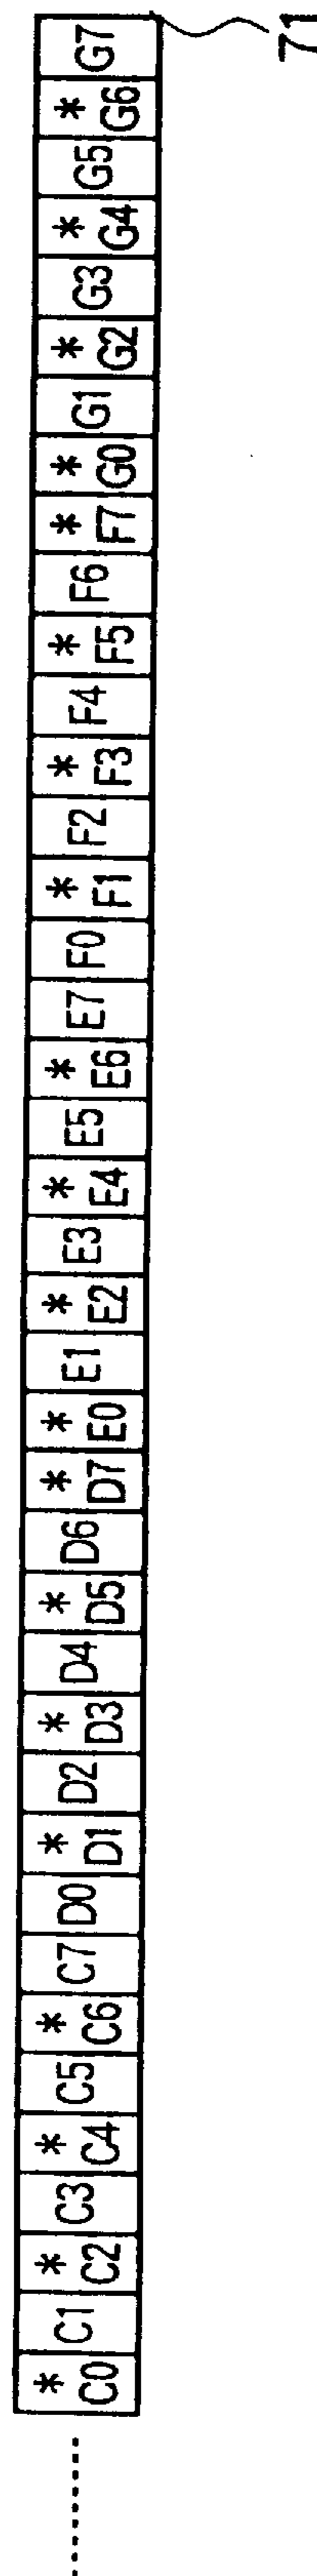 ........ * C0 C1 * C2 C3 * C4 C5 * C6 C7 D0 * D1 D2 * D3 D4 * D5 D6 * D7 * E0 E1 * E2 E3 * E4 E5 * E6 E7 F0 * F1 F2 * F3 F4 * F5 F6 * F7 * G0 G1 * G2 G3 * G4 G5 * G6 G7
71